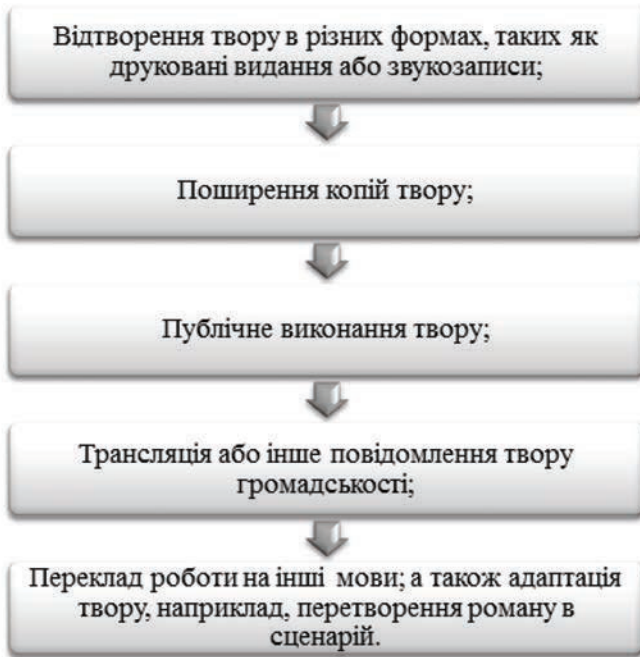 Відтворення твору в різних формах, таких як
друковані видання або звукозаписи;
Поширення копій твору;
Публічне виконання твору;
Трансляція або інше повідомлення твору
громадськості;
Переклад роботи на інші мови; а також адаптація
твору, наприклад, перетворення роману в
сценарій.